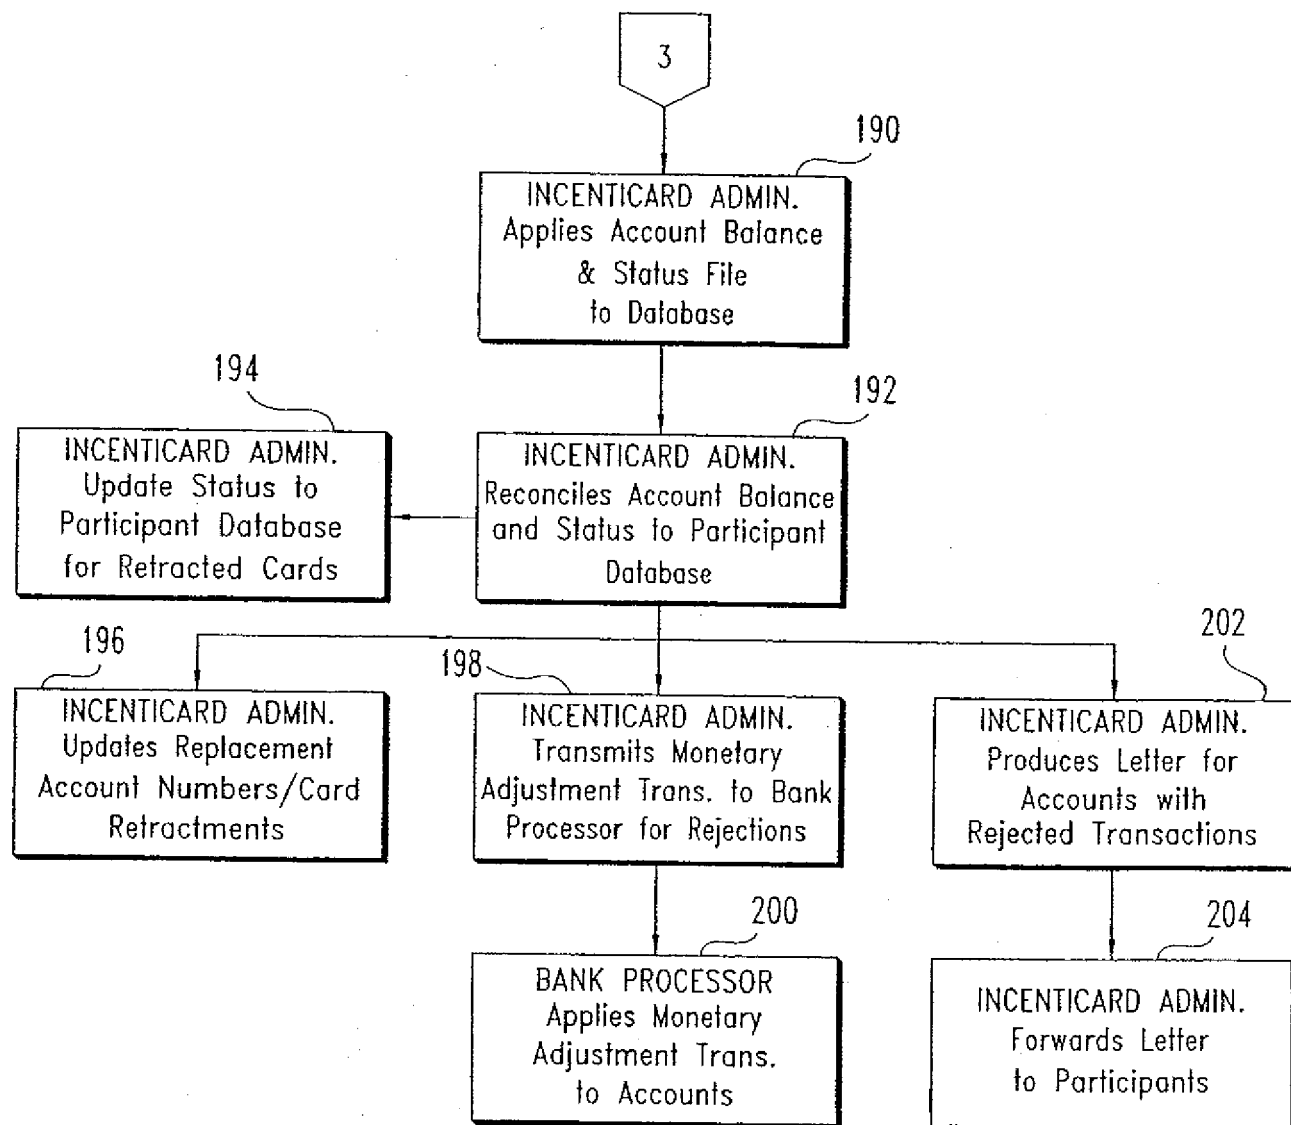 3
190
INCENTICARD ADMIN.
Applies Account Balance
& Status File
to Database
194
INCENTICARD ADMIN.
Update Status to
Participant Database
for Retracted Cards
192
INCENTICARD ADMIN.
Reconciles Account Balance
and Status to Participant
Database
196
INCENTICARD ADMIN.
Updates Replacement
Account Numbers/Card
Retractments
198
INCENTICARD ADMIN.
Transmits Monetary
Adjustment Trans. to Bank
Processor for Rejections
202
INCENTICARD ADMIN.
Produces Letter for
Accounts with
Rejected Transactions
200
BANK PROCESSOR
Applies Monetary
Adjustment Trans.
to Accounts
204
INCENTICARD ADMIN.
Forwards Letter
to Participants